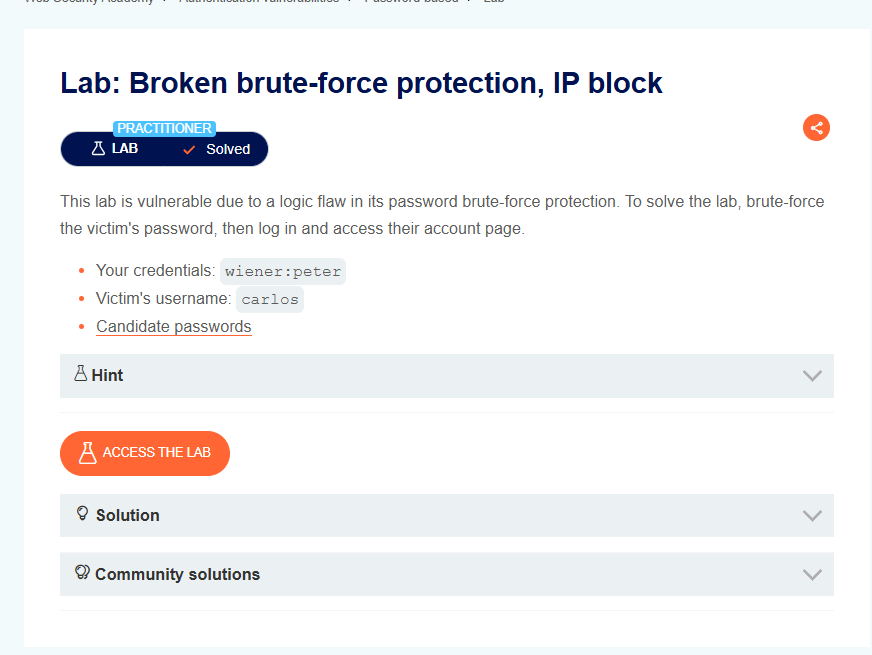 Web Security Academy
Authentication vulnerabilities
Password-based
Lab
Lab: Broken brute-force protection, IP block
PRACTITIONER
LAB Solved
This lab is vulnerable due to a logic flaw in its password brute-force protection. To solve the lab, brute-force
the victim's password, then log in and access their account page.
• Your credentials: wiener:peter
• Victim's username: carlos
• Candidate passwords
Hint
ACCESS THE LAB
Solution
Community solutions